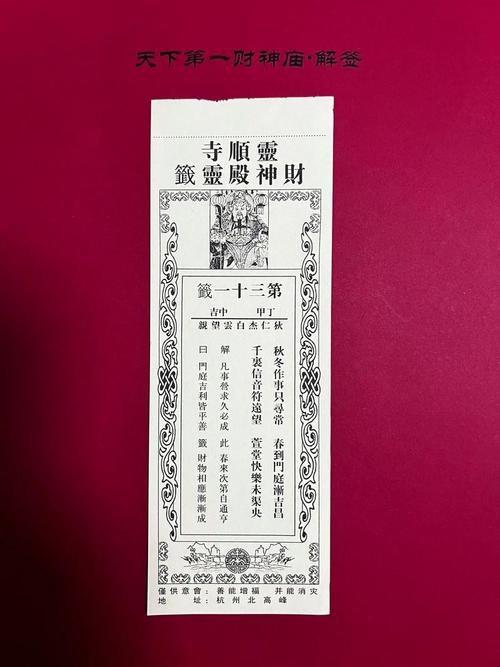 天下第一财神庙·解签
靈順寺
財神殿靈籤
第三十一籤
丁甲 中吉
狄仁杰白雲望親
秋冬作事只尋常 春到門庭漸吉昌
千裏信音符遠望 萱堂快樂未渠央
解 凡事營求久必成 此 春來次第自通亨
曰 門庭吉利皆平善 籤 財物相應漸漸成
僅供意會：善能增福 并能消灾
地址：杭州北高峰